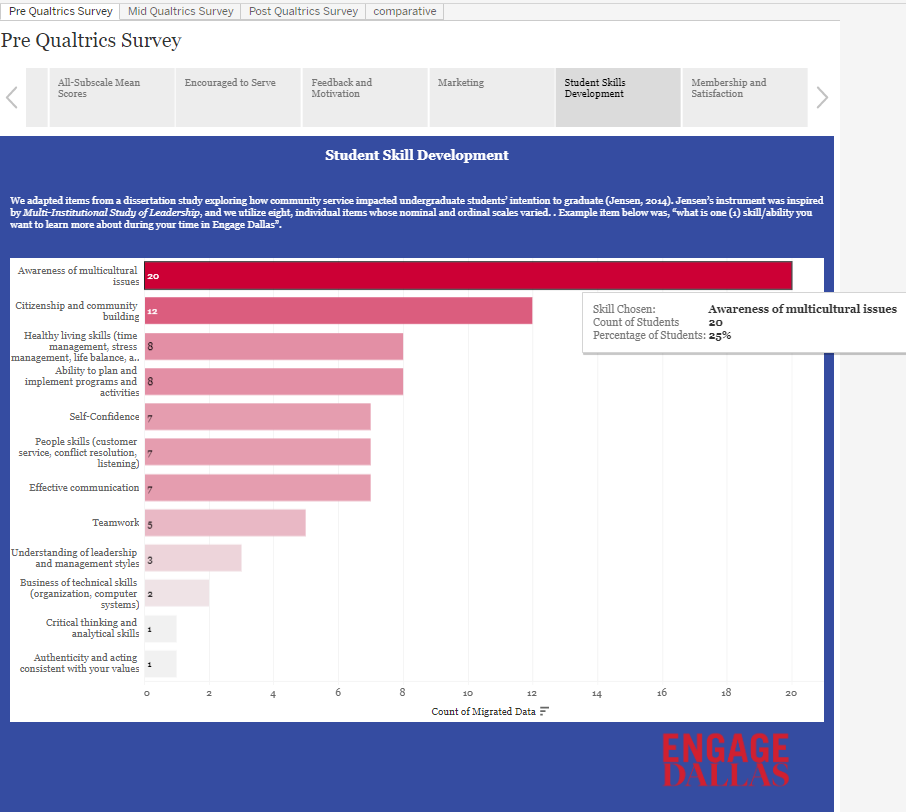 Pre Qualtrics Survey
Mid Qualtrics Survey
Post Qualtrics Survey
comparative
Pre Qualtrics Survey
All-Subscale Mean
Scores
Encouraged to Serve
Feedback and
Motivation
Marketing
Student Skills
Development
Membership and
Satisfaction
Student Skill Development
We adapted items from a dissertation study exploring how community service impacted undergraduate students' intention to graduate (Jensen, 2014). Jensen's instrument was inspired
by Multi-Institutional Study of Leadership, and we utilize eight, individual items whose nominal and ordinal scales varied. . Example item below was, "what is one (1) skill/ability you
want to learn more about during your time in Engage Dallas".
Awareness of multicultural
issues
20
Skill Chosen: Awareness of multicultural issues
Count of Students 20
Percentage of Students: 25%
Citizenship and community
building
12
Healthy living skills (time
management, stress
management, life balance, a..
8
Ability to plan and
implement programs and
activities
8
Self-Confidence
7
People skills (customer
service, conflict resolution,
listening)
7
Effective communication
7
Teamwork
5
Understanding of leadership
and management styles
3
Business of technical skills
(organization, computer
systems)
2
Critical thinking and
analytical skills
1
Authenticity and acting
consistent with your values
1
0 2 4 6 8 10 12 14 16 18 20
Count of Migrated Data
ENGAGE
DALLAS